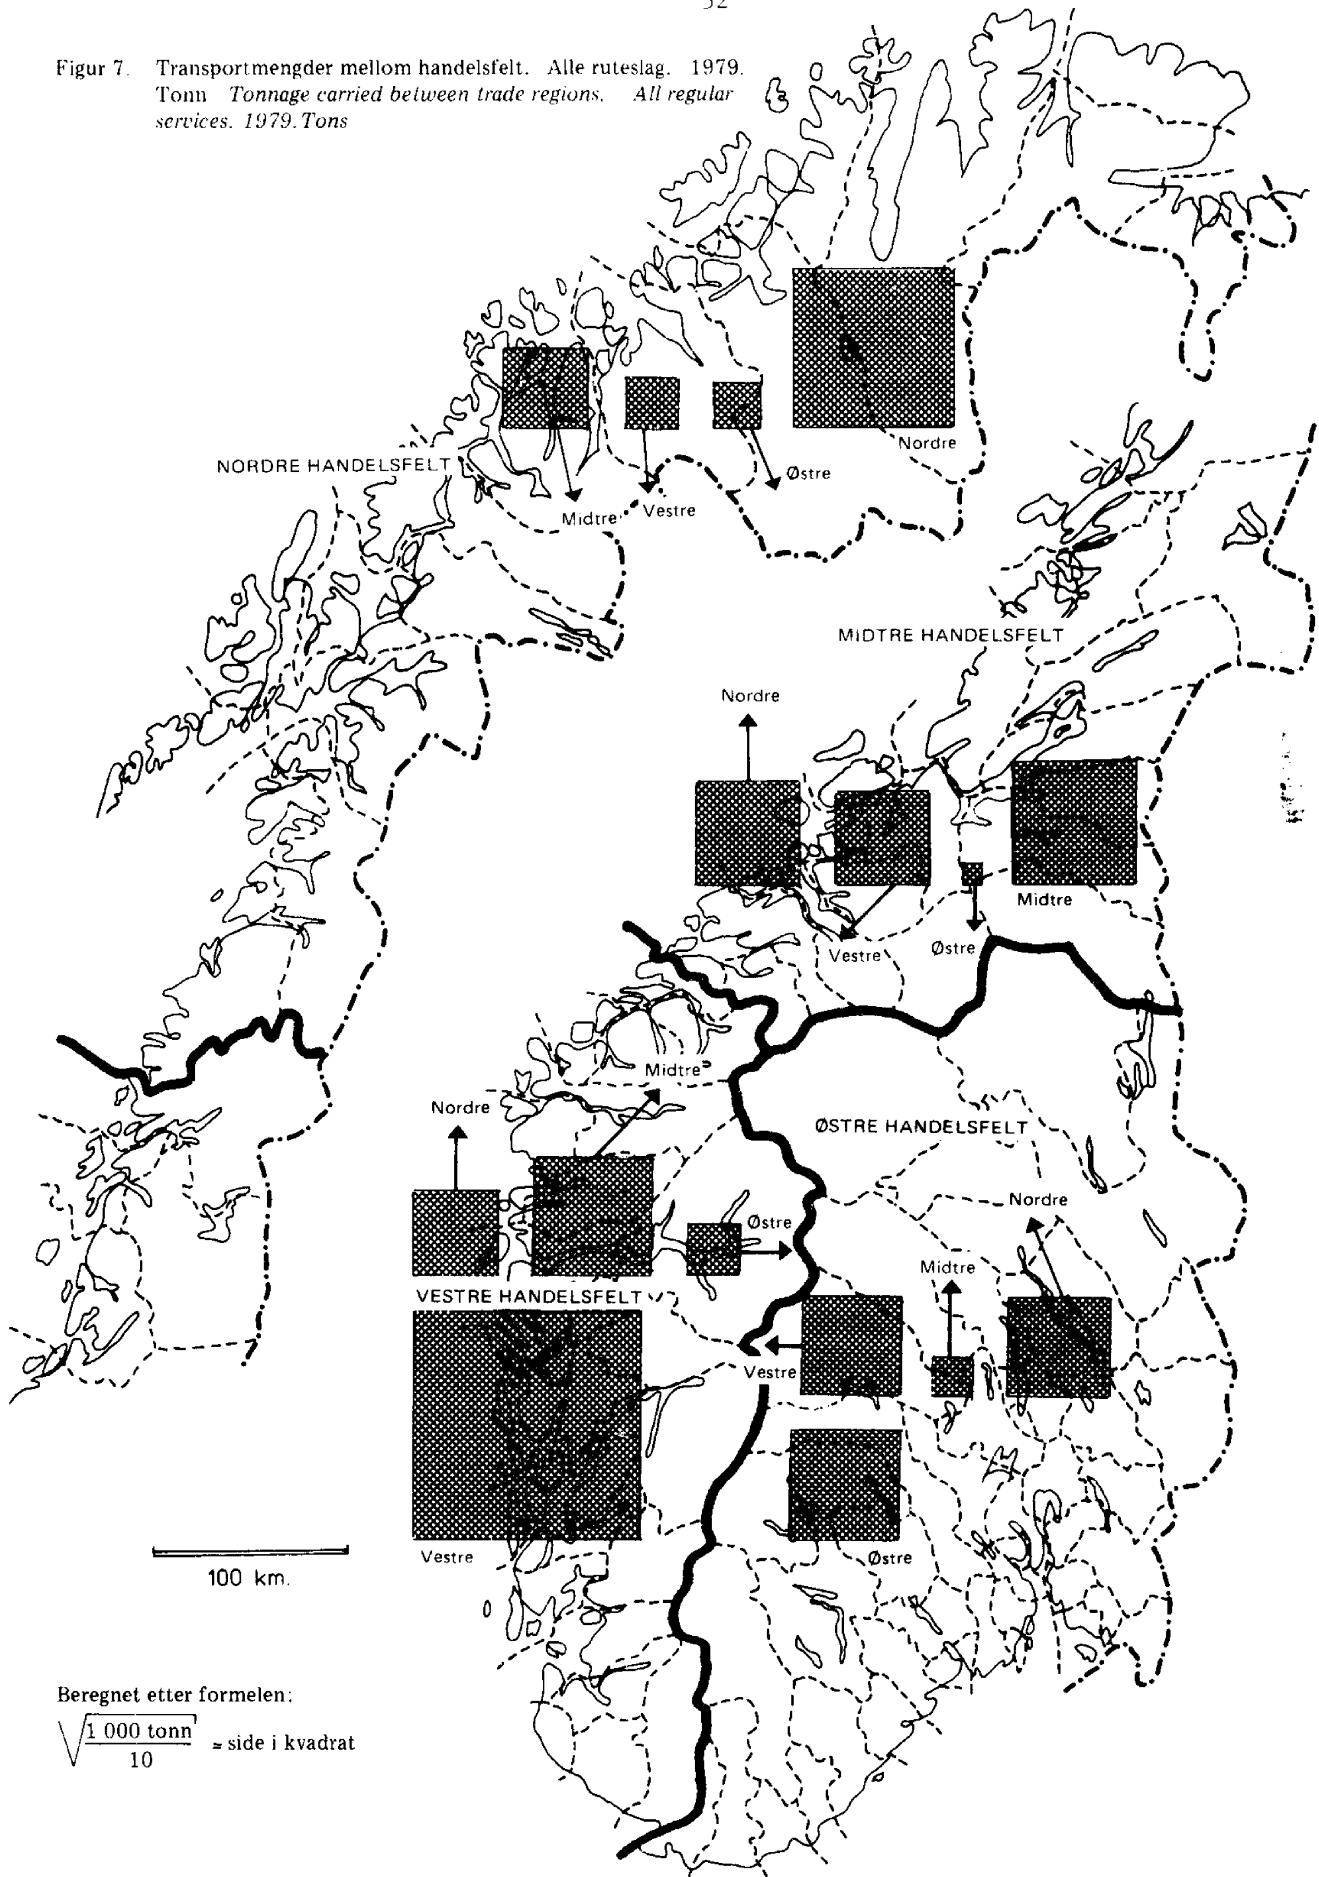 52
Figur 7. Transportmengder mellom handelsfelt. Alle ruteslag. 1979.
Tonn Tonnage carried between trade regions. All regular
services. 1979. Tons
Nordre
Østre
NORDRE HANDELSFELT
Midtre
Vestre
MIDTRE HANDELSFELT
Nordre
Midtre
Vestre
Østre
Midtre
Nordre
ØSTRE HANDELSFELT
Nordre
Østre
Midtre
VESTRE HANDELSFELT
Vestre
Vestre
Østre
100 km.
Beregnet etter formelen:
√1 000 tonn
10
= side i kvadrat